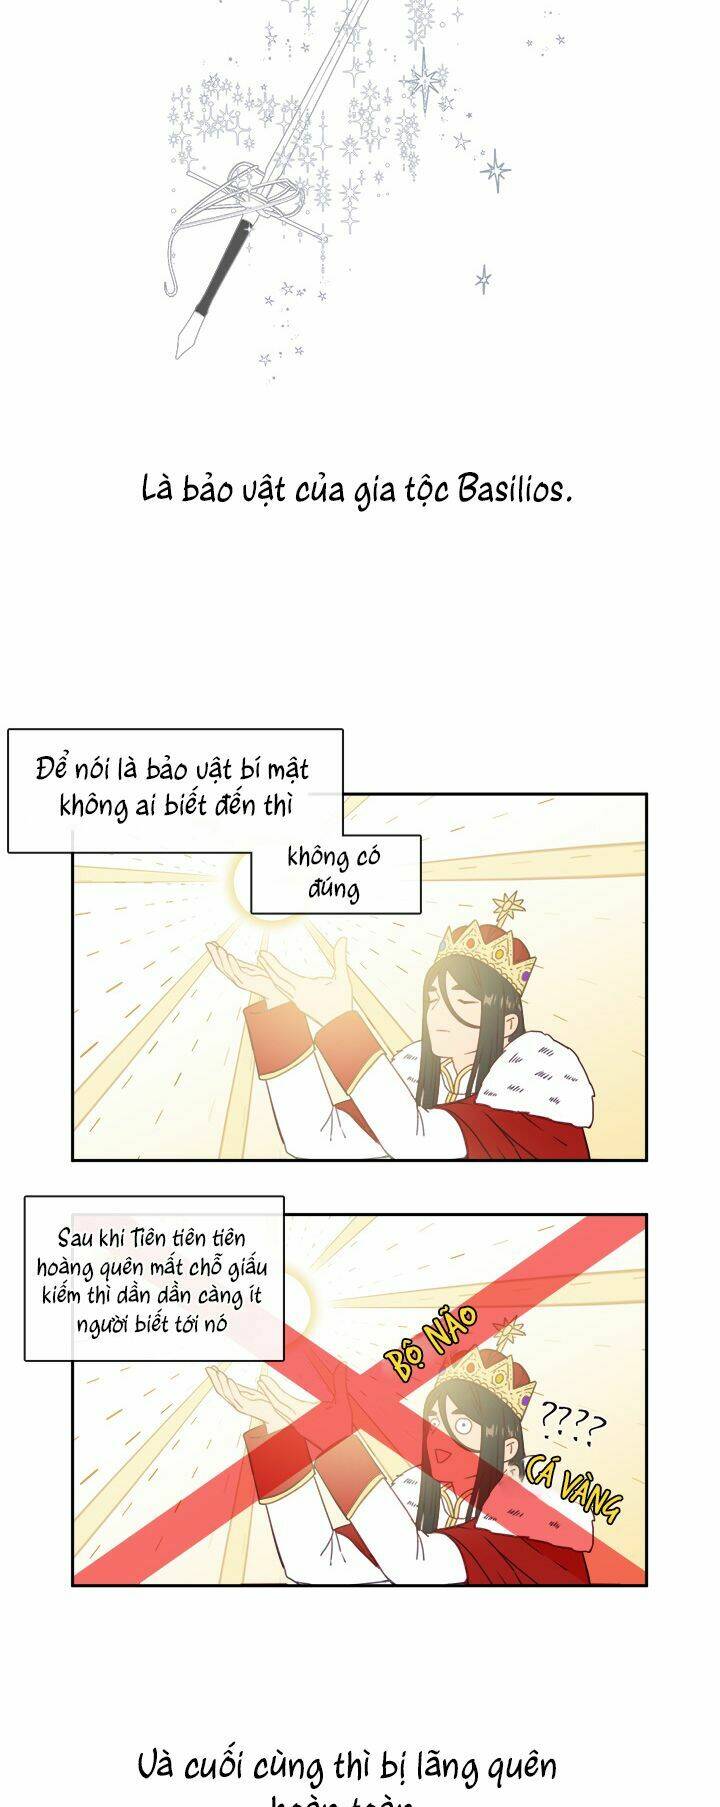 Là bảo vật của gia tộc Basilios.
Để nói là bảo vật bí mật
không ai biết đến thì
không có
đúng
Sau khi Tiên tiên tiên
hoàng quên mất chỗ giấu
kiếm thì dần dần càng ít
người biết tới nó
BỘ NÃO
????
CÁ VÀNG
Và cuối cùng thì bị lãng quên
hoàn toàn